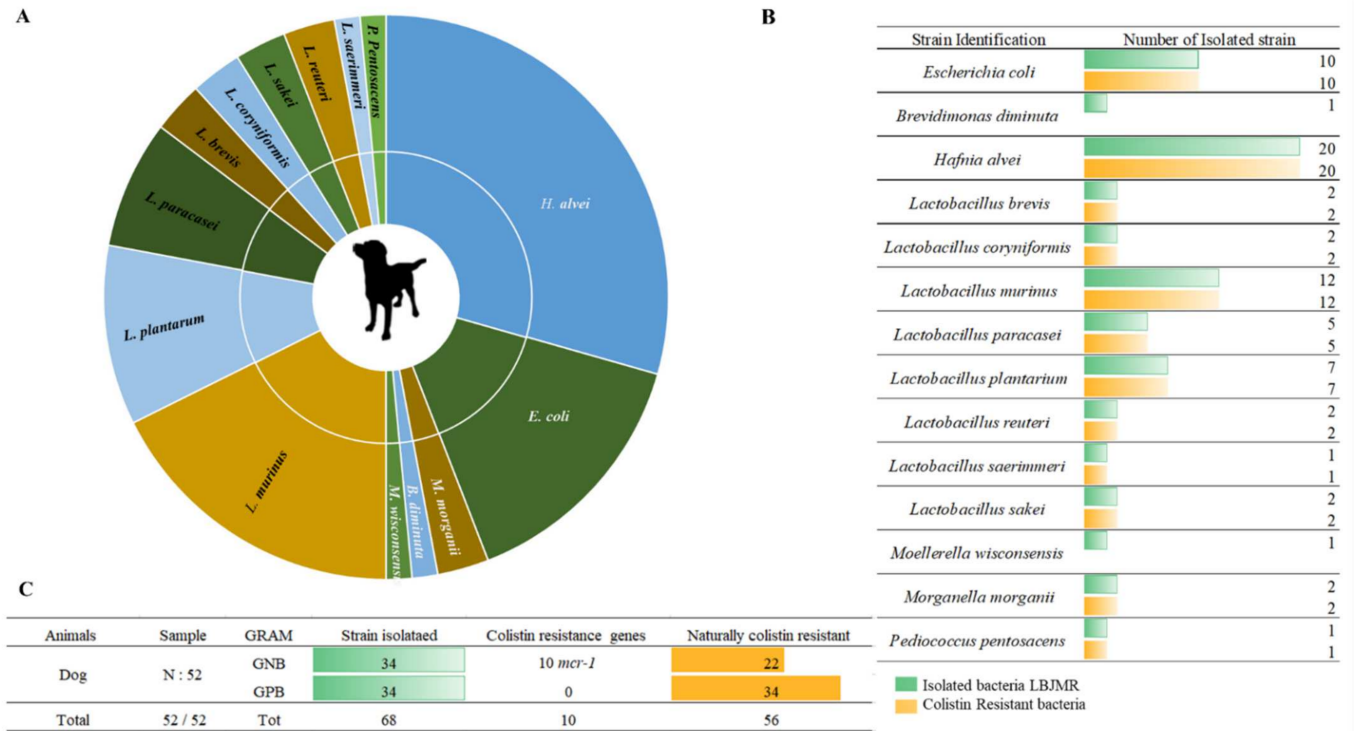 A
P. Pentosacens
L. saerimmeri
L. reuteri
L. sakei
L. coryniformis
L. brevis
L. paracasei
L. plantarum
L. murinus
H. alvei
E. coli
M. morganii
B. diminuta
M. wisconsensi
B
Strain Identification Number of Isolated strain
Escherichia coli 10
10
Brevidimonas diminuta 1
Hafnia alvei 20
20
Lactobacillus brevis 2
2
Lactobacillus coryniformis 2
2
Lactobacillus murinus 12
12
Lactobacillus paracasei 5
5
Lactobacillus plantarium 7
7
Lactobacillus reuteri 2
2
Lactobacillus saerimmeri 1
1
Lactobacillus sakei 2
2
Moellerella wisconsensis 1
Morganella morganii 2
2
Pediococcus pentosacens 1
1
Isolated bacteria LBJMR
Colistin Resistant bacteria
C
Animals Sample GRAM Strain isolataed Colistin resistance genes Naturally colistin resistant
Dog N : 52 GNB 34 10 mcr-1 22
GPB 34 0 34
Total 52 / 52 Tot 68 10 56